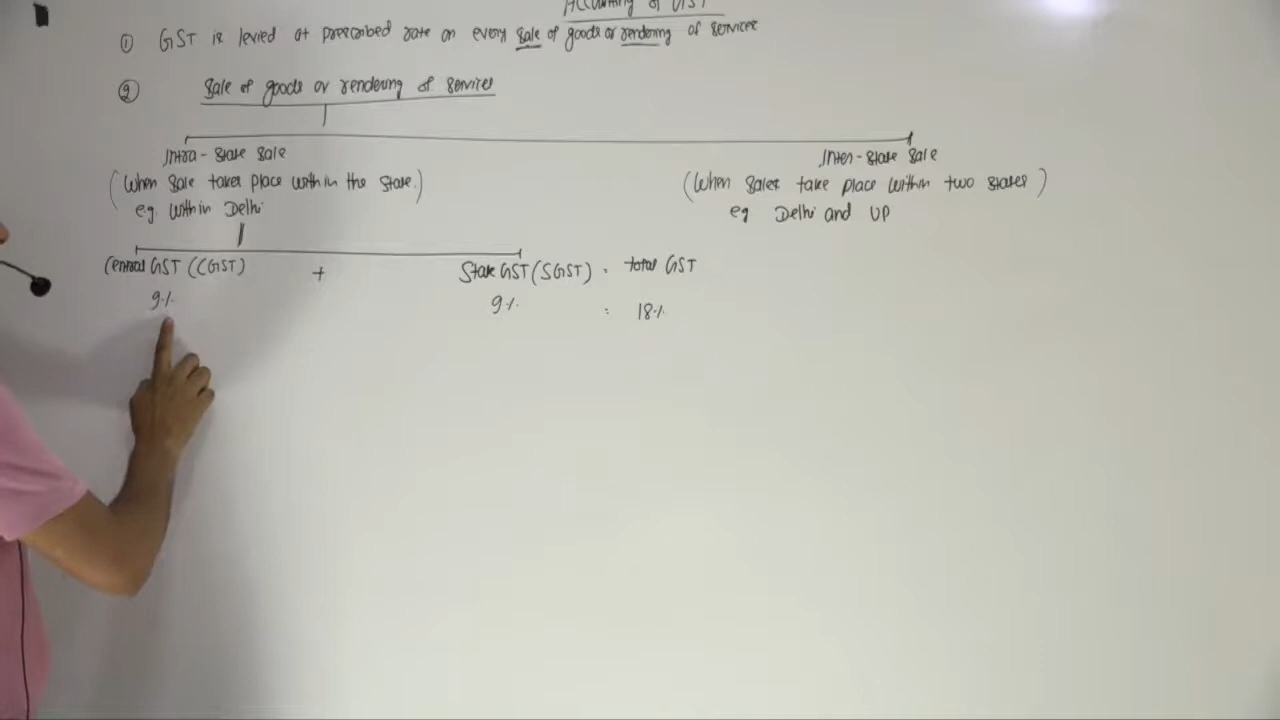 Accounting of GST
① GST is levied at prescribed rate on every sale of goods or rendering of services
② Sale of goods or rendering of services
Intra-State Sale
(When Sale takes place within the State.)
eg. Within Delhi
Inter-State Sale
(When Sales take place within two states)
eg Delhi and UP
Central GST (CGST) + State GST (SGST) = total GST
9% 9% = 18%